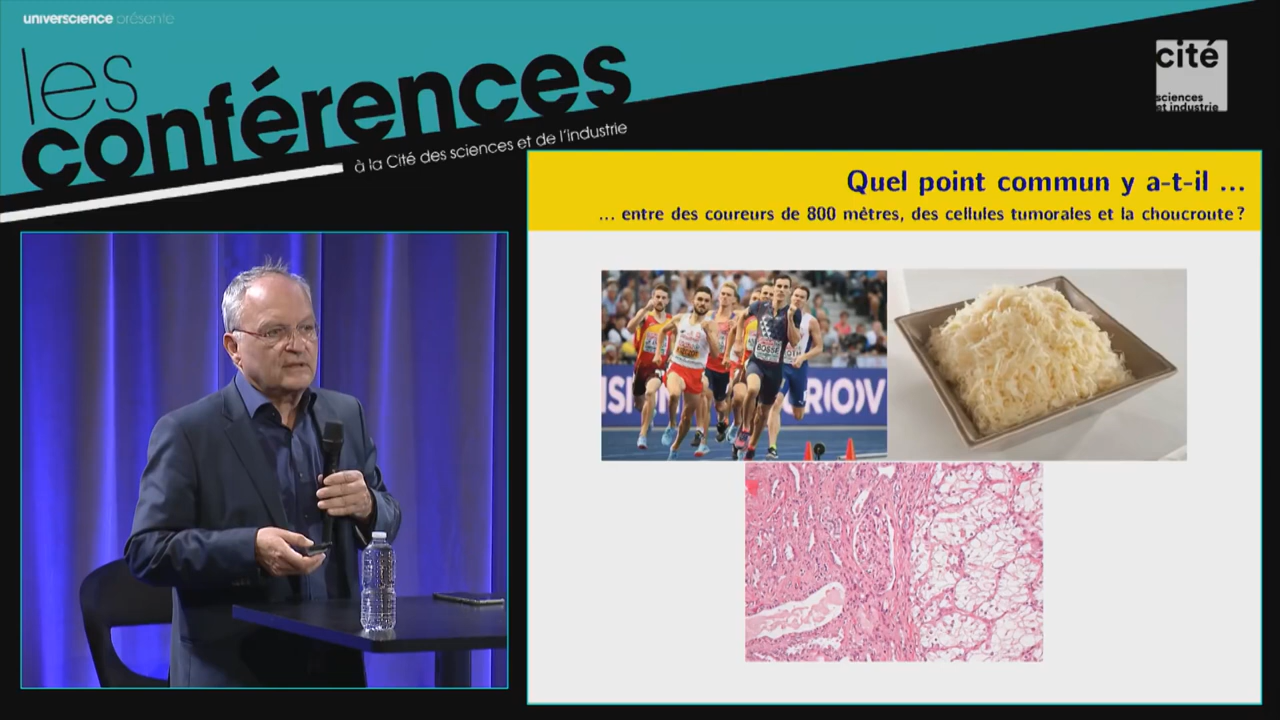 universcience présente
les
conférences
à la Cité des sciences et de l'industrie
cité
sciences
et industrie
Quel point commun y a-t-il ...
... entre des coureurs de 800 mètres, des cellules tumorales et la choucroute ?
BOSSE